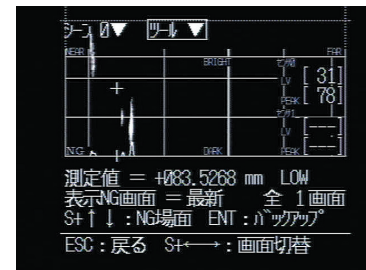 シーン 0▼ ツール ▼
NEAR FAR
BRIGHT センサ0
LV [ 31]
PEAK [ 78]
センサ1
LV [---]
NG DARK PEAK [---]
測定値 = +083.5268 mm LOW
表示NG画面 = 最新 全 1画面
S+↑↓:NG場面 ENT:バックアップ
ESC:戻る S+←→:画面切替